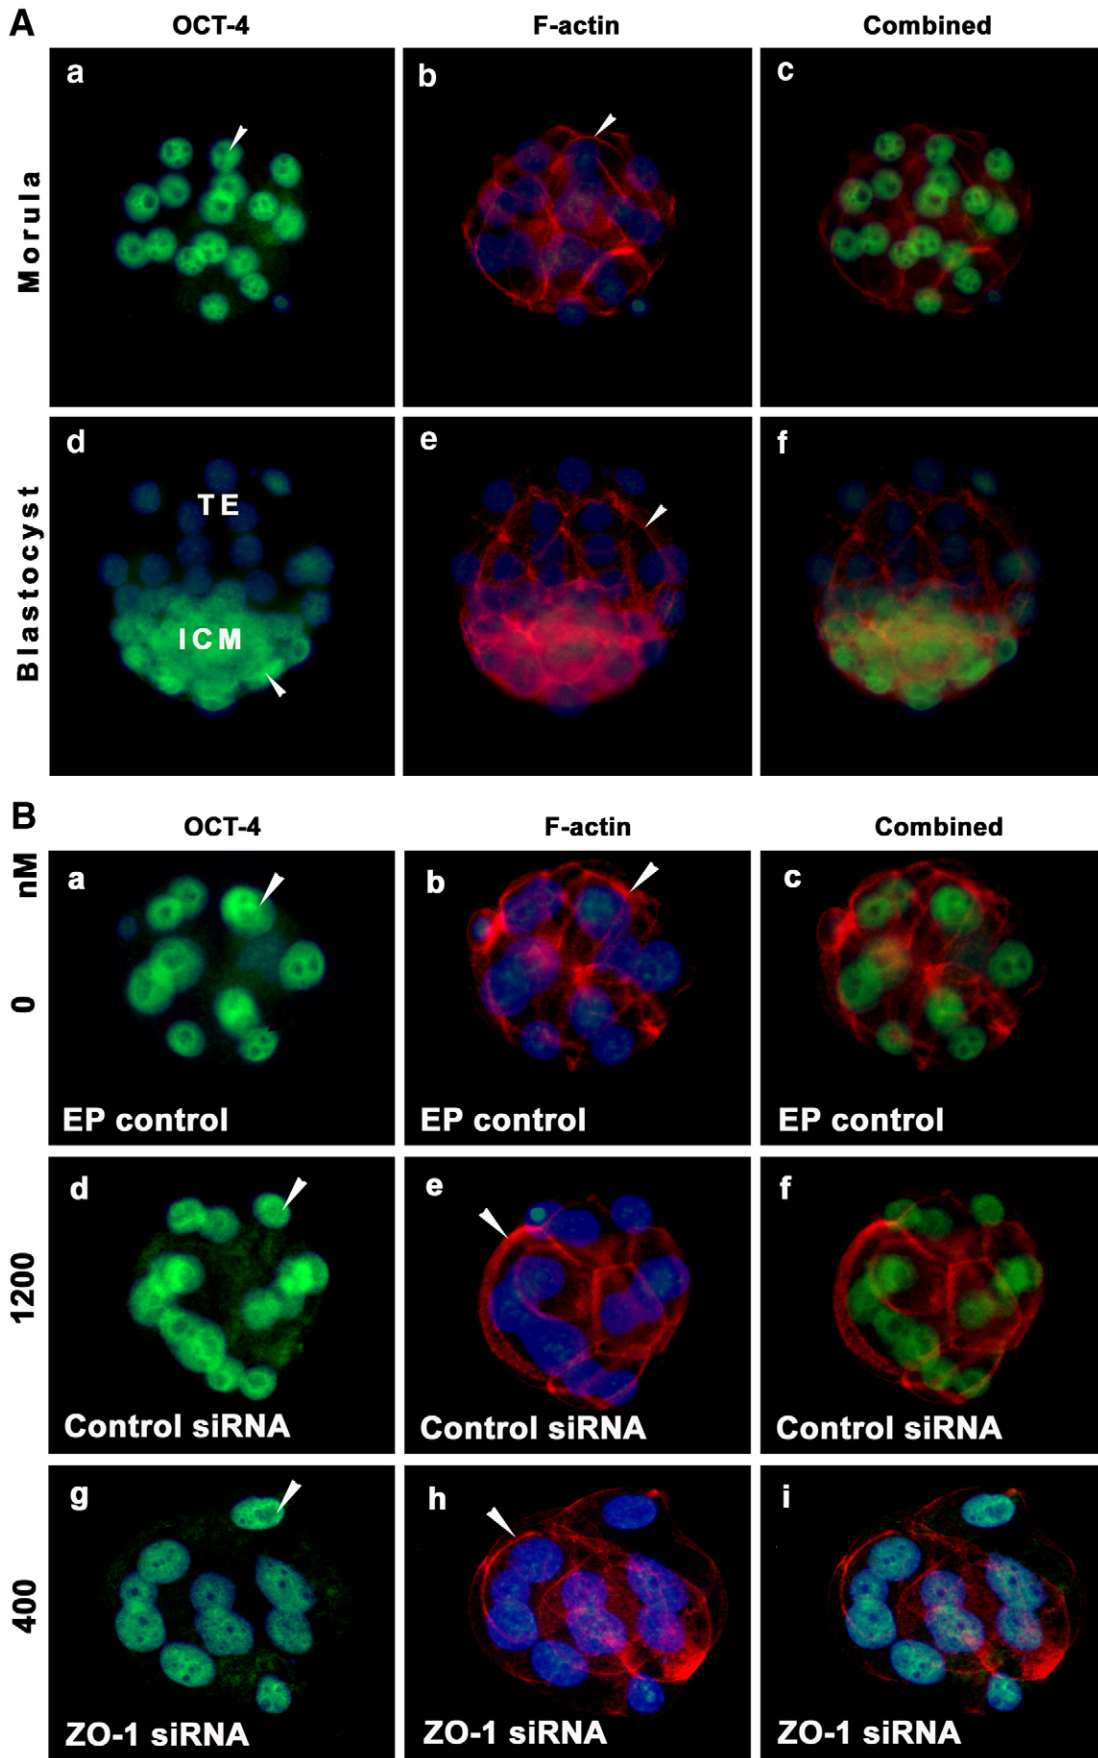 A
OCT-4 F-actin Combined
Morula
a b c
Blastocyst
d e f
TE
ICM
B
OCT-4 F-actin Combined
nM
0
a b c
EP control EP control EP control
1200
d e f
Control siRNA Control siRNA Control siRNA
400
g h i
ZO-1 siRNA ZO-1 siRNA ZO-1 siRNA